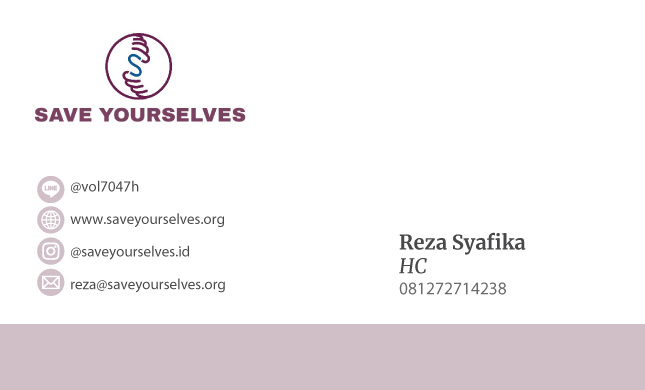 S
SAVE YOURSELVES
LINE
@vol7047h
www.saveyourselves.org
@saveyourselves.id
reza@saveyourselves.org
Reza Syafika
HC
081272714238